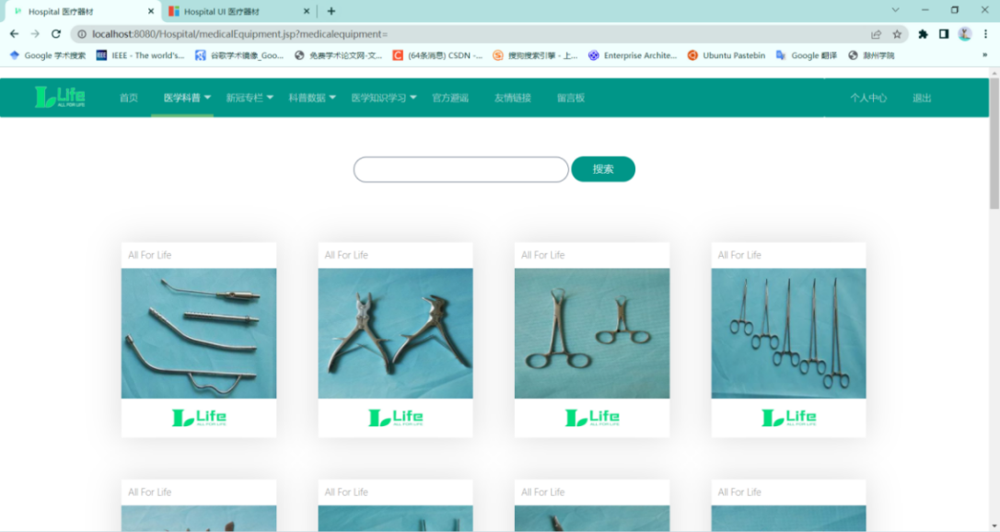 Hospital 医疗器材
Hospital UI 医疗器材
localhost:8080/Hospital/medicalEquipment.jsp?medicalequipment=
Google 学术搜索 IEEE - The world's... 谷歌学术镜像_Goo... 免费学术论文网-文... (64条消息) CSDN -... 搜狗搜索引擎 - 上... Enterprise Archite... Ubuntu Pastebin Google 翻译 滁州学院
Life 首页 医学科普 新冠专栏 科普数据 医学知识学习 官方避谣 友情链接 留言板 个人中心 退出
ALL FOR LIFE
搜索
All For Life All For Life All For Life All For Life
Life Life Life Life
ALL FOR LIFE ALL FOR LIFE ALL FOR LIFE ALL FOR LIFE
All For Life All For Life All For Life All For Life